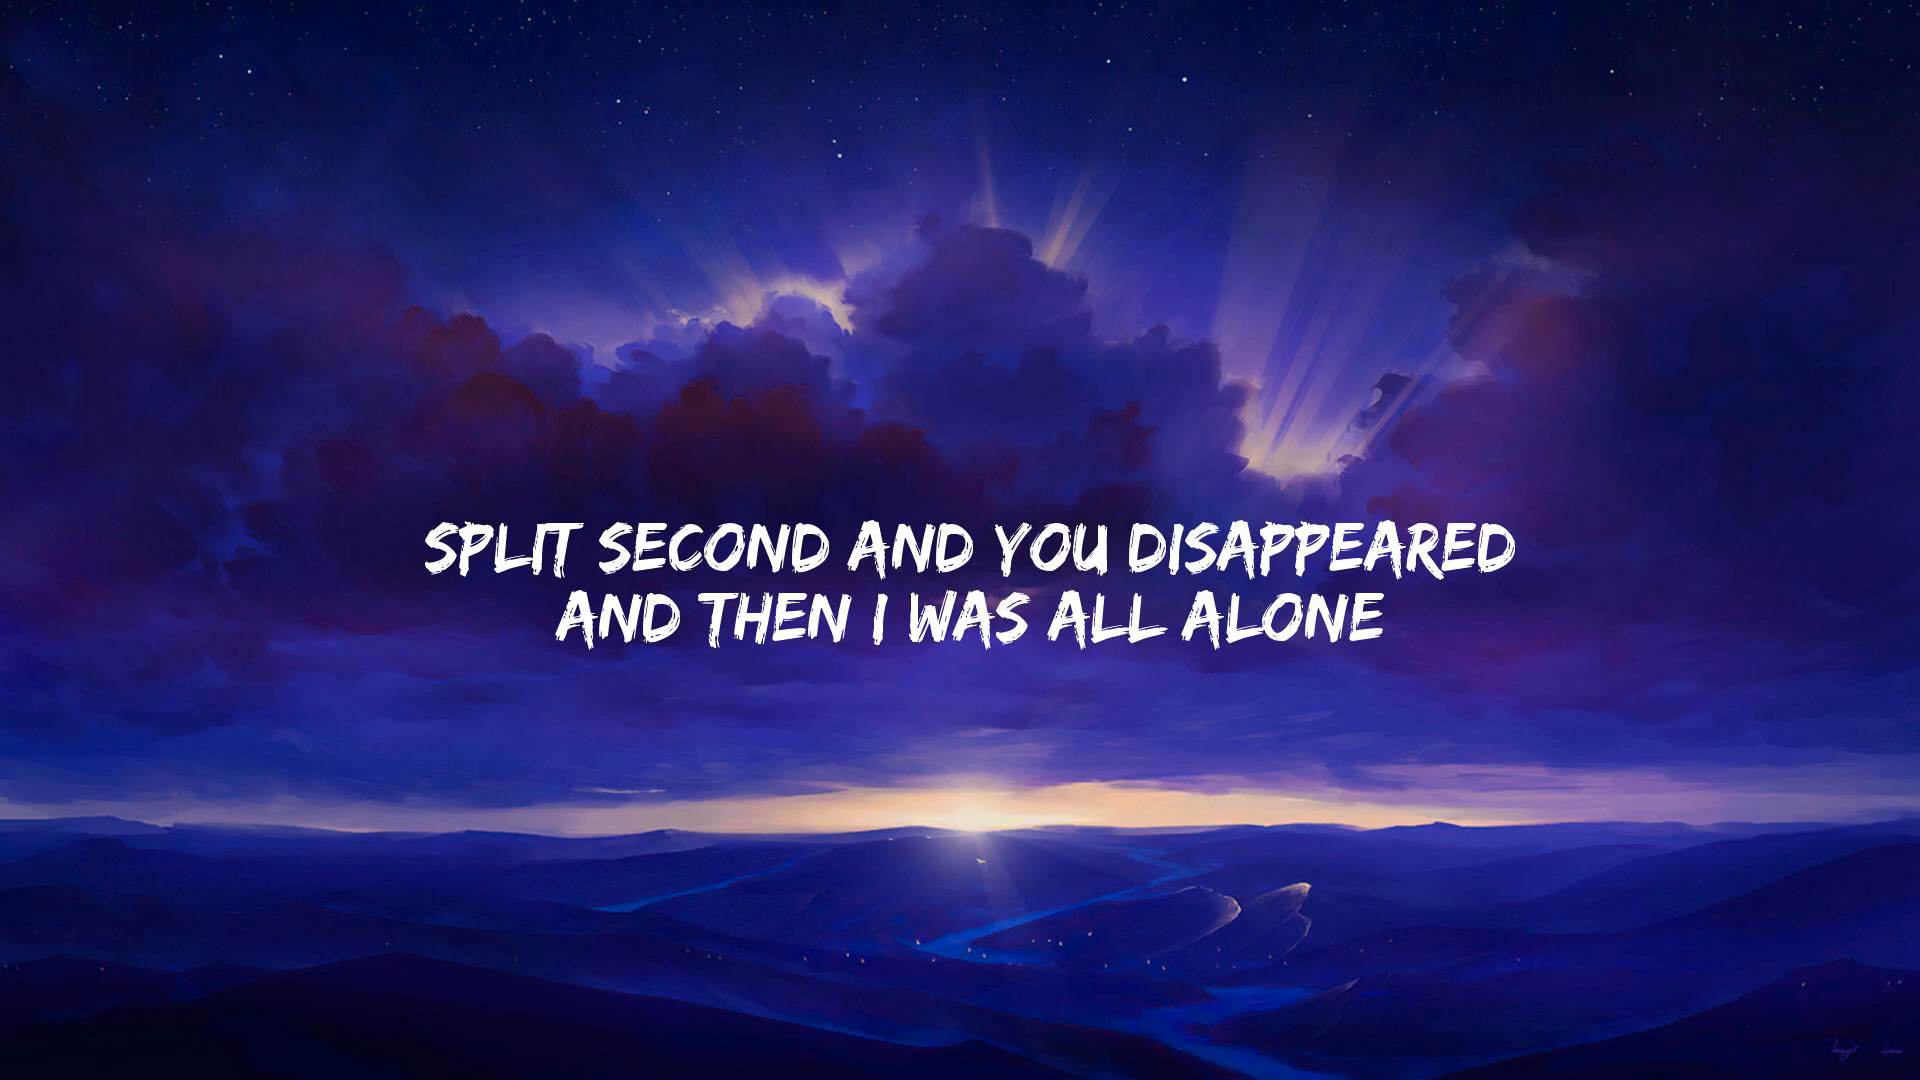 SPLIT SECOND AND YOU DISAPPEARED
AND THEN I WAS ALL ALONE